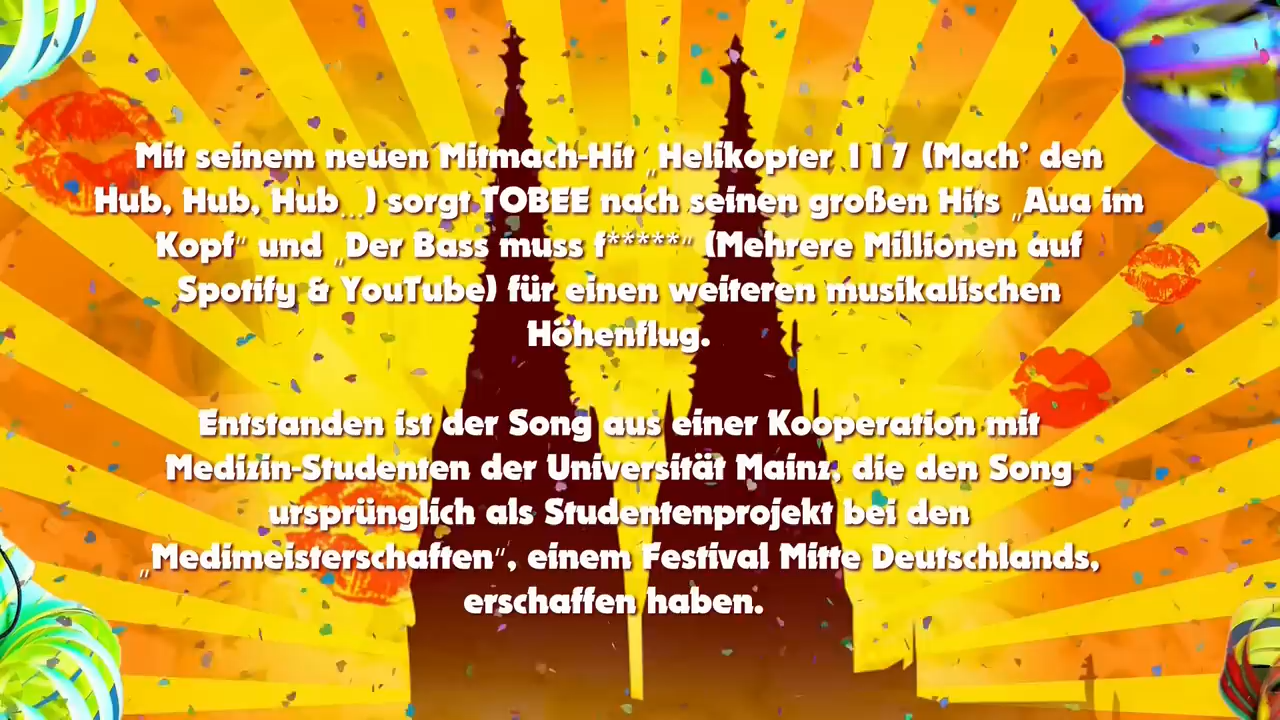 Mit seinem neuen Mitmach-Hit „Helikopter 117 (Mach’ den
Hub, Hub, Hub…) sorgt TOBEE nach seinen großen Hits „Aua im
Kopf“ und „Der Bass muss f*****“ (Mehrere Millionen auf
Spotify & YouTube) für einen weiteren musikalischen
Höhenflug.
Entstanden ist der Song aus einer Kooperation mit
Medizin-Studenten der Universität Mainz, die den Song
ursprünglich als Studentenprojekt bei den
„Medimeisterschaften“, einem Festival Mitte Deutschlands,
erschaffen haben.